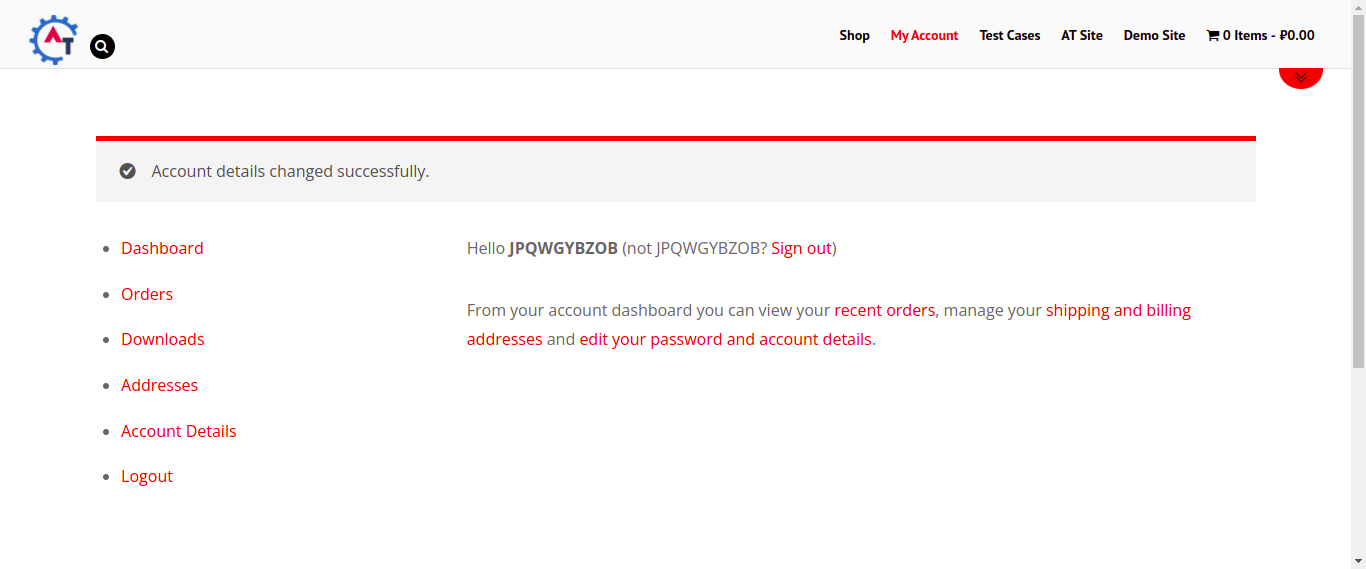 AT
Shop My Account Test Cases AT Site Demo Site 0 Items - ₽0.00
Account details changed successfully.
Dashboard
Orders
Downloads
Addresses
Account Details
Logout
Hello JPQWGYBZOB (not JPQWGYBZOB? Sign out)
From your account dashboard you can view your recent orders, manage your shipping and billing
addresses and edit your password and account details.